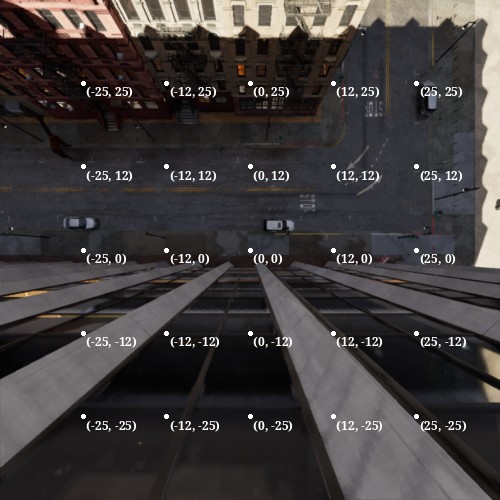 (-25, 25) (-12, 25) (0, 25) (12, 25) (25, 25)
STOP
(-25, 12) (-12, 12) (0, 12) (12, 12) (25, 12)
STOP
(-25, 0) (-12, 0) (0, 0) (12, 0) (25, 0)
(-25, -12) (-12, -12) (0, -12) (12, -12) (25, -12)
(-25, -25) (-12, -25) (0, -25) (12, -25) (25, -25)